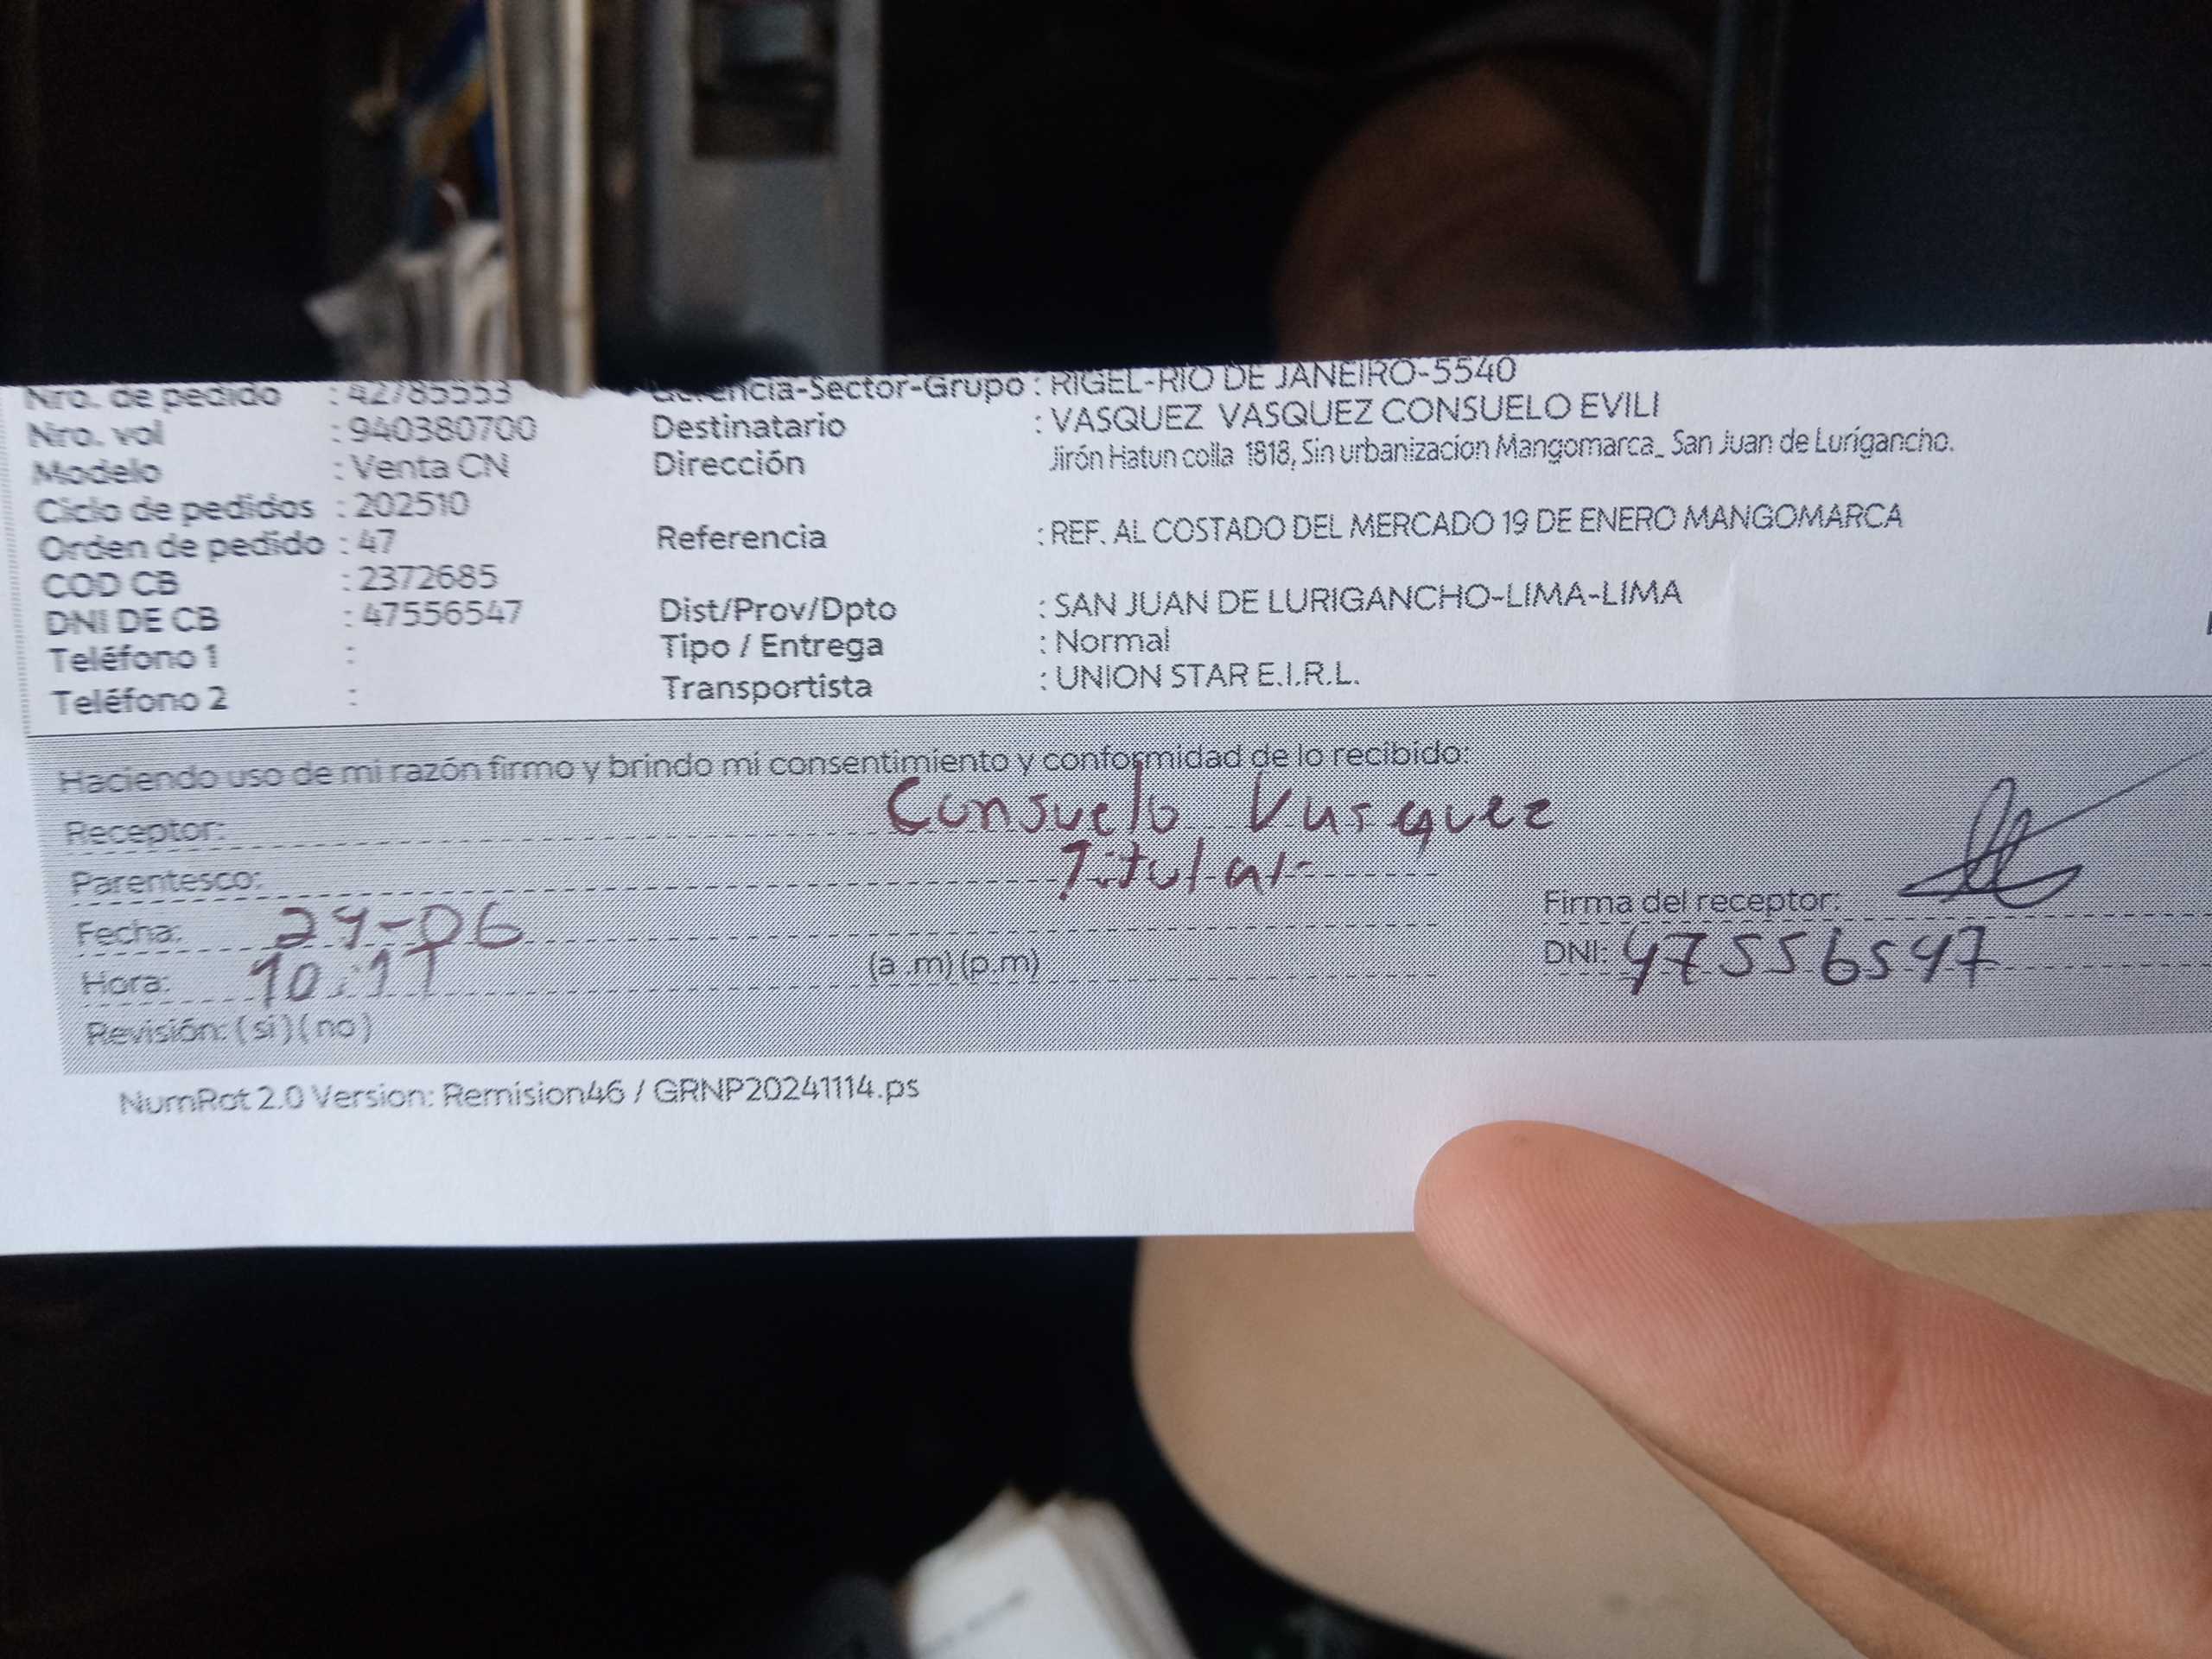 Nro. de pedido : 42785553
Nro. vol : 940380700
Modelo : Venta CN
Ciclo de pedidos : 202510
Orden de pedido : 47
COD CB : 2372685
DNI DE CB : 47556547
Teléfono 1 :
Teléfono 2 :
-Sector-Grupo : RIGEL-RIO DE JANEIRO-5540
Destinatario : VASQUEZ VASQUEZ CONSUELO EVILI
Dirección Jirón Hatun colla 1818, Sin urbanizacion Mangomarca_ San Juan de Lurigancho.
Referencia : REF. AL COSTADO DEL MERCADO 19 DE ENERO MANGOMARCA
Dist/Prov/Dpto : SAN JUAN DE LURIGANCHO-LIMA-LIMA
Tipo / Entrega : Normal
Transportista : UNION STAR E.I.R.L.
Haciendo uso de mi razón firmo y brindo mi consentimiento y conformidad de lo recibido:
Receptor: Consuelo Vasquez
Parentesco: Titular
Fecha: 24-06
Hora: 10:11 (a .m) (p.m)
Revisión: ( si ) ( no )
Firma del receptor:
DNI: 47556547
NumRot 2.0 Version: Remision46 / GRNP20241114.ps